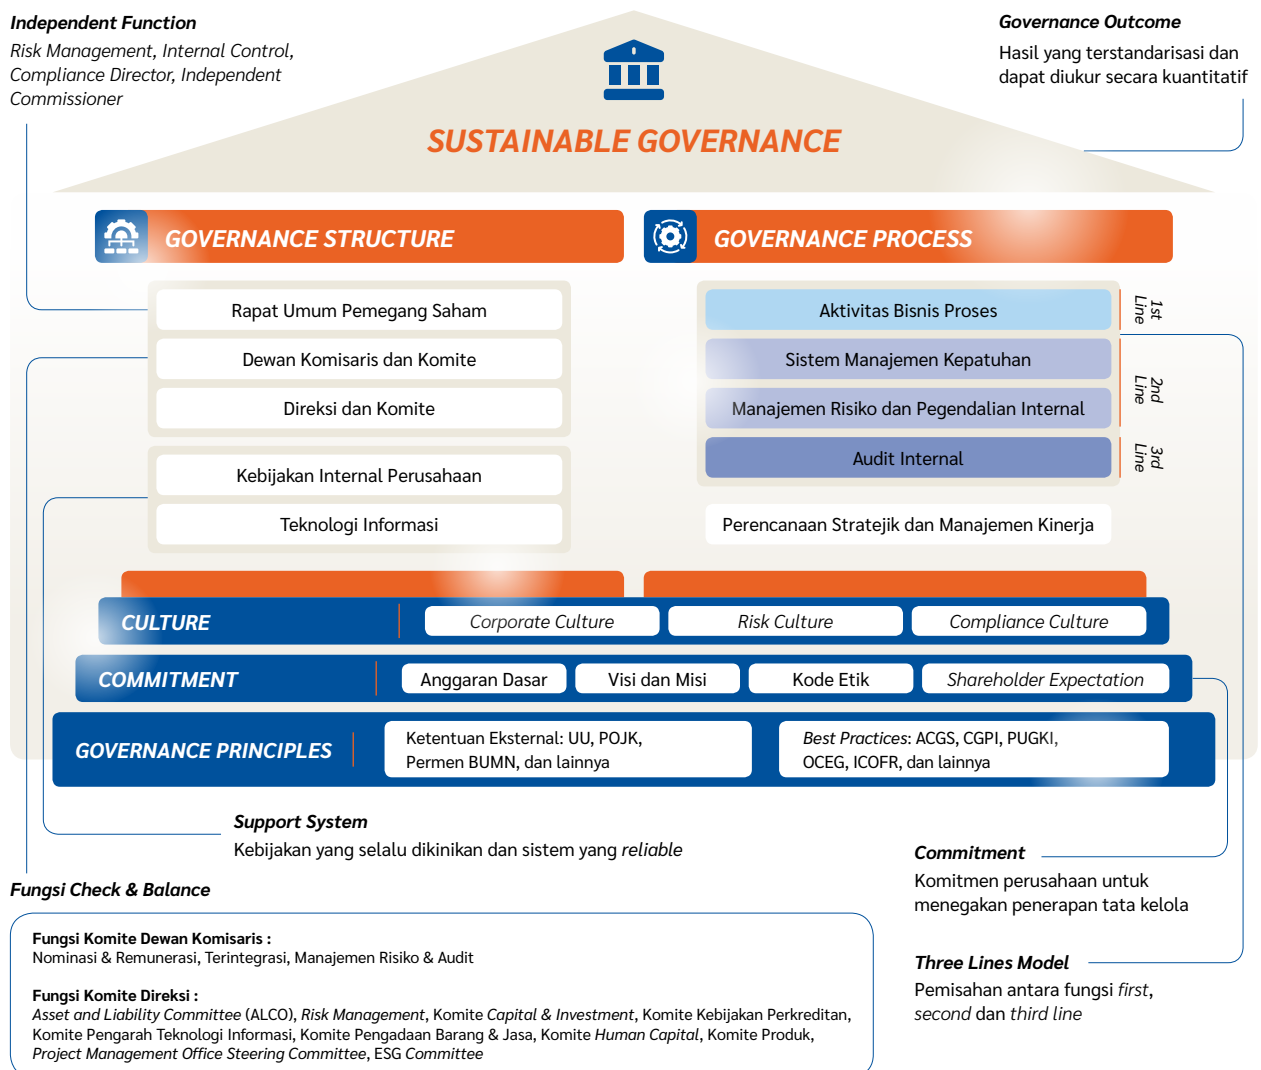 Independent Function
Risk Management, Internal Control,
Compliance Director, Independent
Commissioner
Governance Outcome
Hasil yang terstandarisasi dan
dapat diukur secara kuantitatif
SUSTAINABLE GOVERNANCE
GOVERNANCE STRUCTURE
Rapat Umum Pemegang Saham
Dewan Komisaris dan Komite
Direksi dan Komite
Kebijakan Internal Perusahaan
Teknologi Informasi
GOVERNANCE PROCESS
Aktivitas Bisnis Proses
1st
Line
Sistem Manajemen Kepatuhan
Manajemen Risiko dan Pegendalian Internal
2nd
Line
Audit Internal
3rd
Line
Perencanaan Stratejik dan Manajemen Kinerja
CULTURE
Corporate Culture
Risk Culture
Compliance Culture
COMMITMENT
Anggaran Dasar
Visi dan Misi
Kode Etik
Shareholder Expectation
GOVERNANCE PRINCIPLES
Ketentuan Eksternal: UU, POJK,
Permen BUMN, dan lainnya
Best Practices: ACGS, CGPI, PUGKI,
OCEG, ICOFR, dan lainnya
Support System
Kebijakan yang selalu dikinikan dan sistem yang reliable
Fungsi Check & Balance
Fungsi Komite Dewan Komisaris :
Nominasi & Remunerasi, Terintegrasi, Manajemen Risiko & Audit
Fungsi Komite Direksi :
Asset and Liability Committee (ALCO), Risk Management, Komite Capital & Investment, Komite Kebijakan Perkreditan,
Komite Pengarah Teknologi Informasi, Komite Pengadaan Barang & Jasa, Komite Human Capital, Komite Produk,
Project Management Office Steering Committee, ESG Committee
Commitment
Komitmen perusahaan untuk
menegakan penerapan tata kelola
Three Lines Model
Pemisahan antara fungsi first,
second dan third line